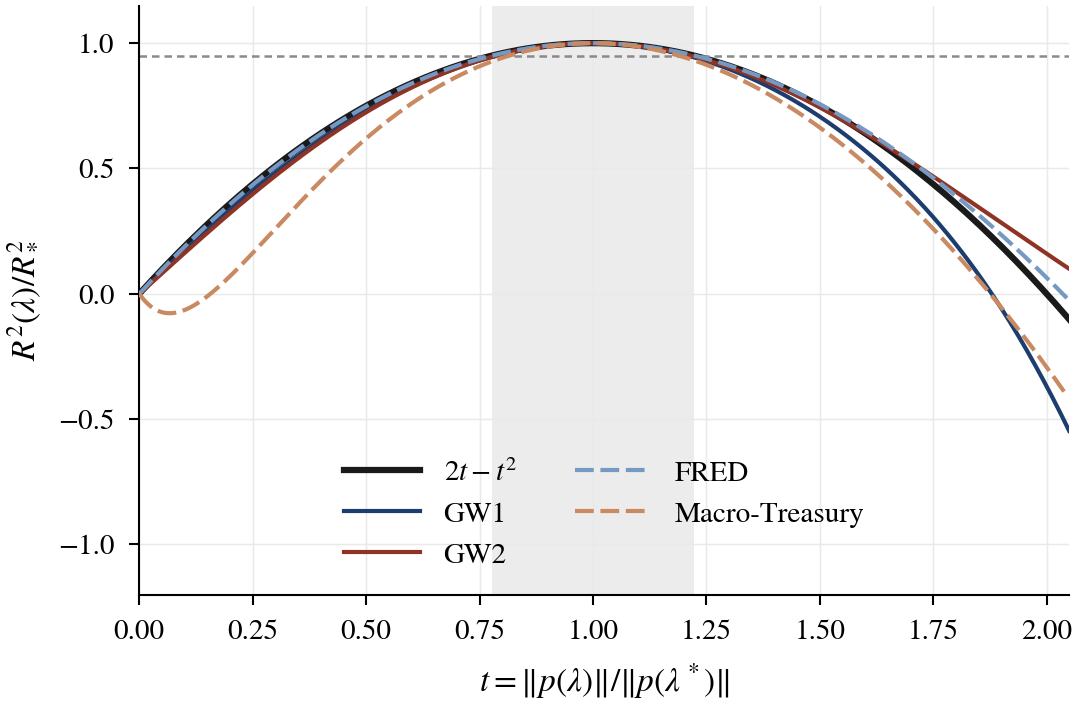 1.0
0.5
0.0
−0.5
−1.0
R²(λ)/R²∗
2t − t²
GW1
GW2
FRED
Macro-Treasury
0.00 0.25 0.50 0.75 1.00 1.25 1.50 1.75 2.00
t = ‖p(λ)‖/‖p(λ*)‖